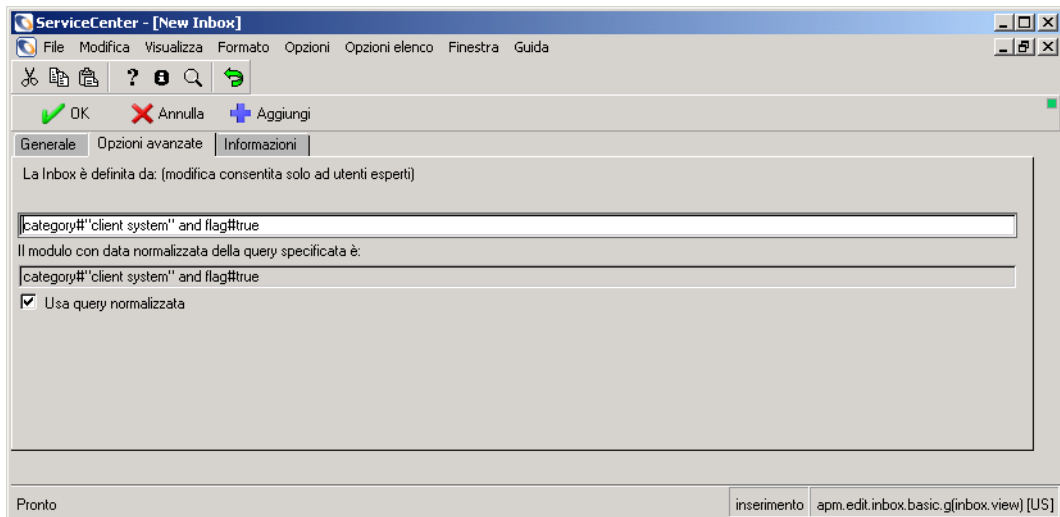 ServiceCenter - [New Inbox]
File Modifica Visualizza Formato Opzioni Opzioni elenco Finestra Guida
OK Annulla Aggiungi
Generale Opzioni avanzate Informazioni
La Inbox è definita da: (modifica consentita solo ad utenti esperti)
category#"client system" and flag#true
Il modulo con data normalizzata della query specificata è:
category#"client system" and flag#true
Usa query normalizzata
Pronto inserimento apm.edit.inbox.basic.g(inbox.view) [US]